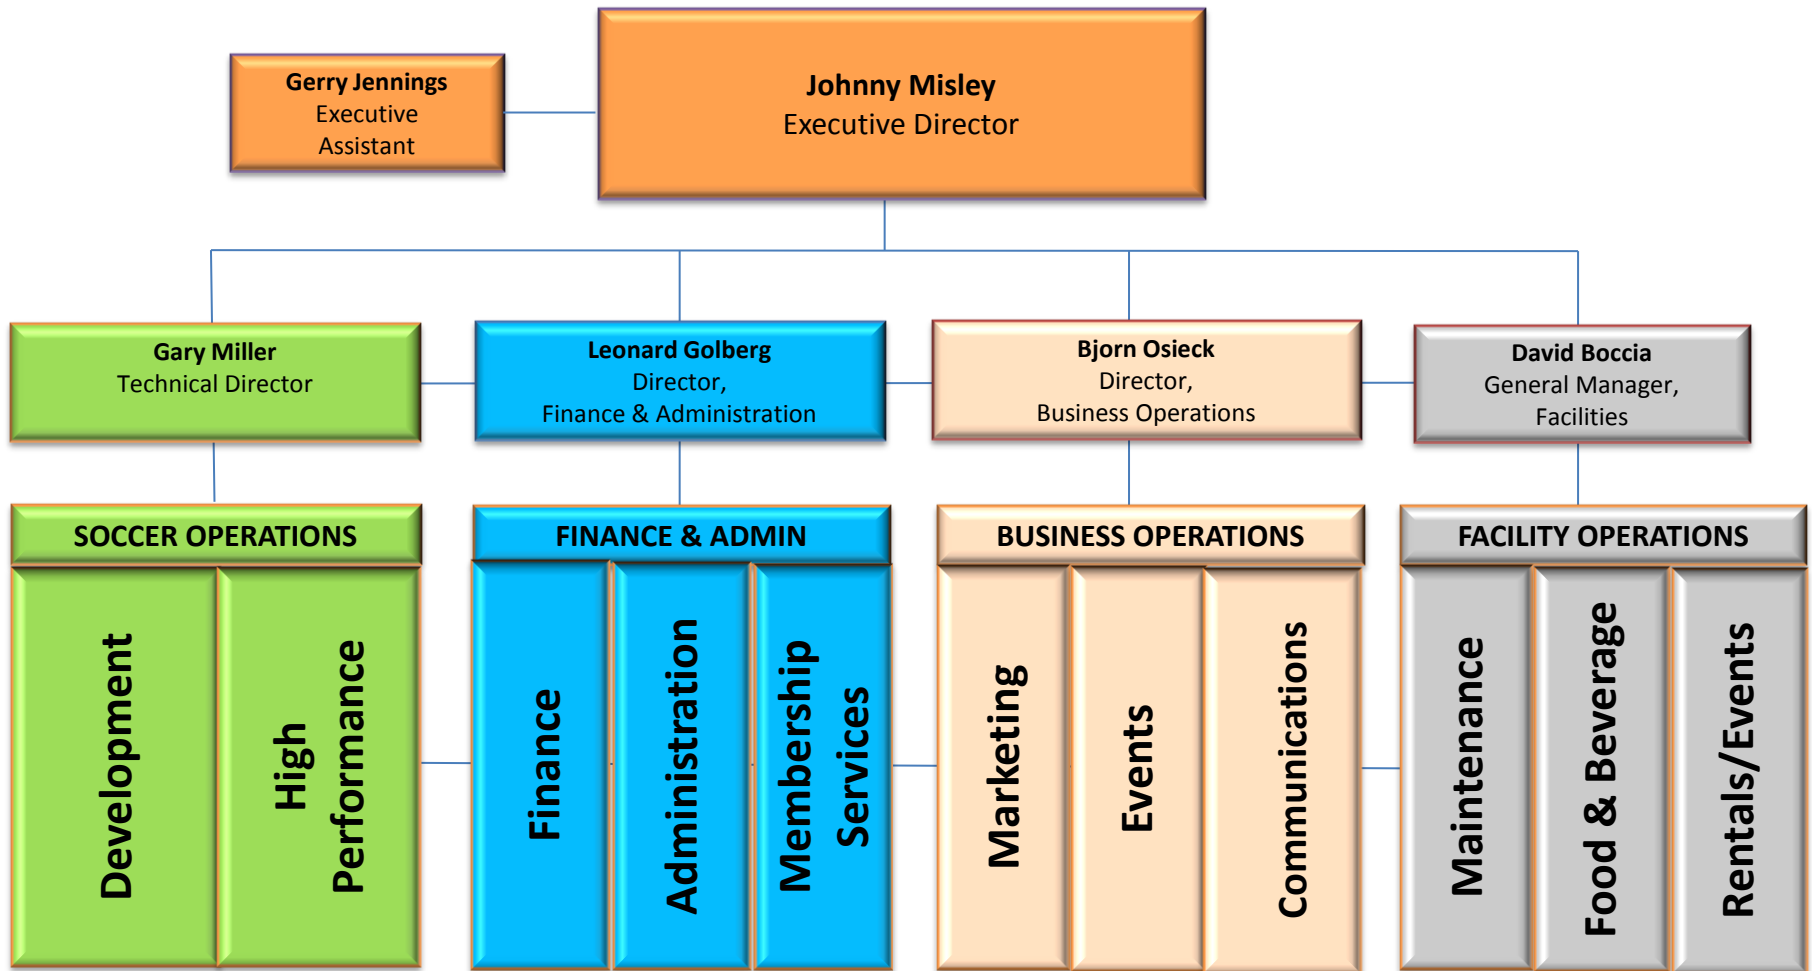 Gerry Jennings
Executive
Assistant
Johnny Misley
Executive Director
Gary Miller
Technical Director
Leonard Golberg
Director,
Finance & Administration
Bjorn Osieck
Director,
Business Operations
David Boccia
General Manager,
Facilities
SOCCER OPERATIONS
FINANCE & ADMIN
BUSINESS OPERATIONS
FACILITY OPERATIONS
Development
High
Performance
Finance
Administration
Membership
Services
Marketing
Events
Communications
Maintenance
Food & Beverage
Rentals/Events